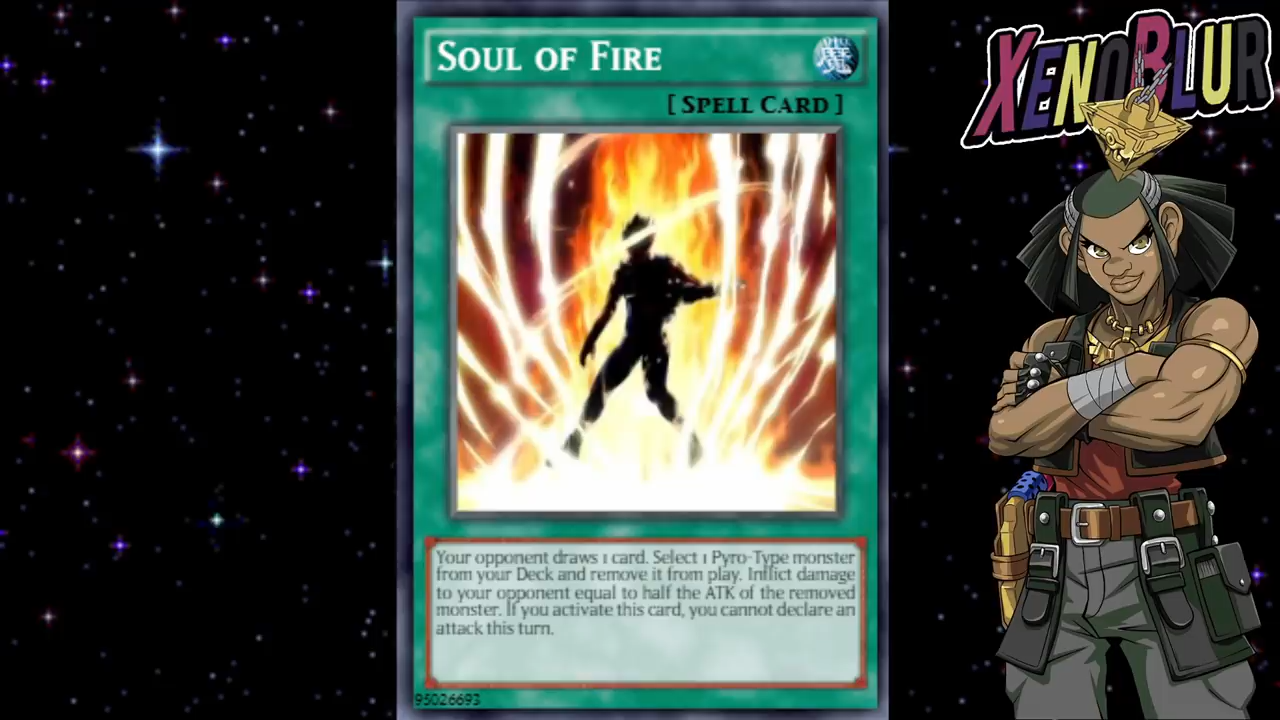 XENOBLUR
SOUL OF FIRE
[ SPELL CARD ]
Your opponent draws 1 card. Select 1 Pyro-Type monster
from your Deck and remove it from play. Inflict damage
to your opponent equal to half the ATK of the removed
monster. If you activate this card, you cannot declare an
attack this turn.
95026693